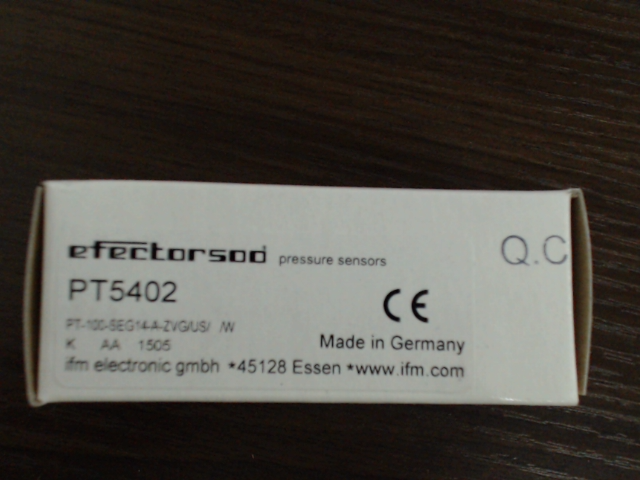 efector500 pressure sensors
Q.C
PT5402
CE
PT-100-SEG14-A-ZVG/US/ /W
K AA 1505
Made in Germany
ifm electronic gmbh *45128 Essen *www.ifm.com